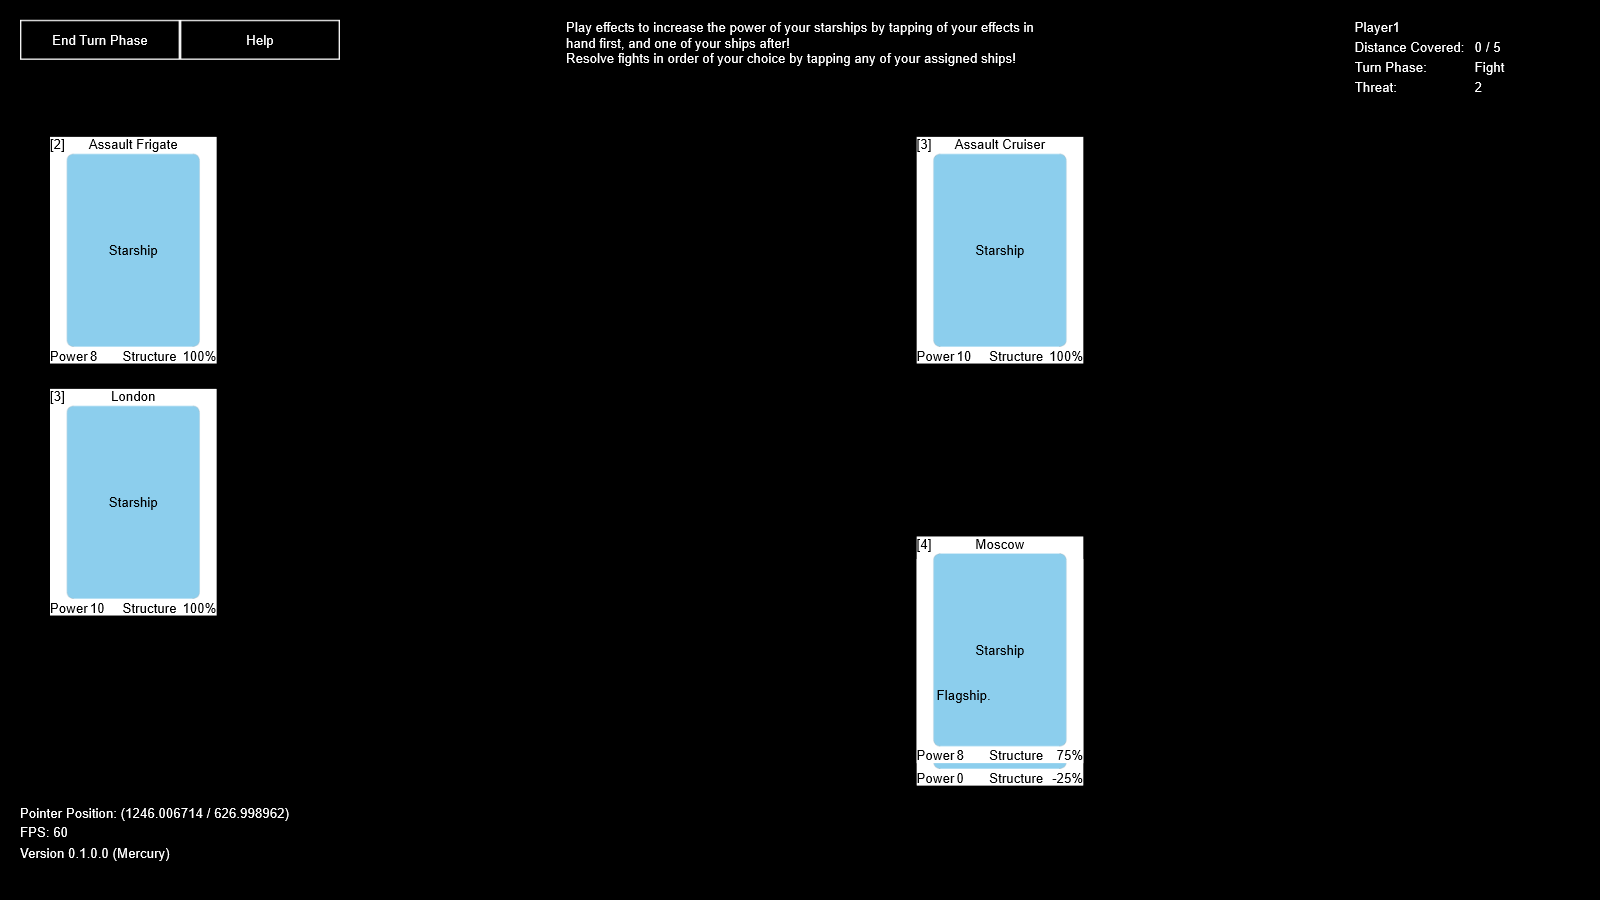 End Turn Phase
Help
Play effects to increase the power of your starships by tapping of your effects in
hand first, and one of your ships after!
Resolve fights in order of your choice by tapping any of your assigned ships!
Player1
Distance Covered: 0 / 5
Turn Phase: Fight
Threat: 2
[2] Assault Frigate
Starship
Power 8 Structure 100%
[3] Assault Cruiser
Starship
Power 10 Structure 100%
[3] London
Starship
Power 10 Structure 100%
[4] Moscow
Starship
Flagship.
Power 8 Structure 75%
Power 0 Structure -25%
Pointer Position: (1246.006714 / 626.998962)
FPS: 60
Version 0.1.0.0 (Mercury)